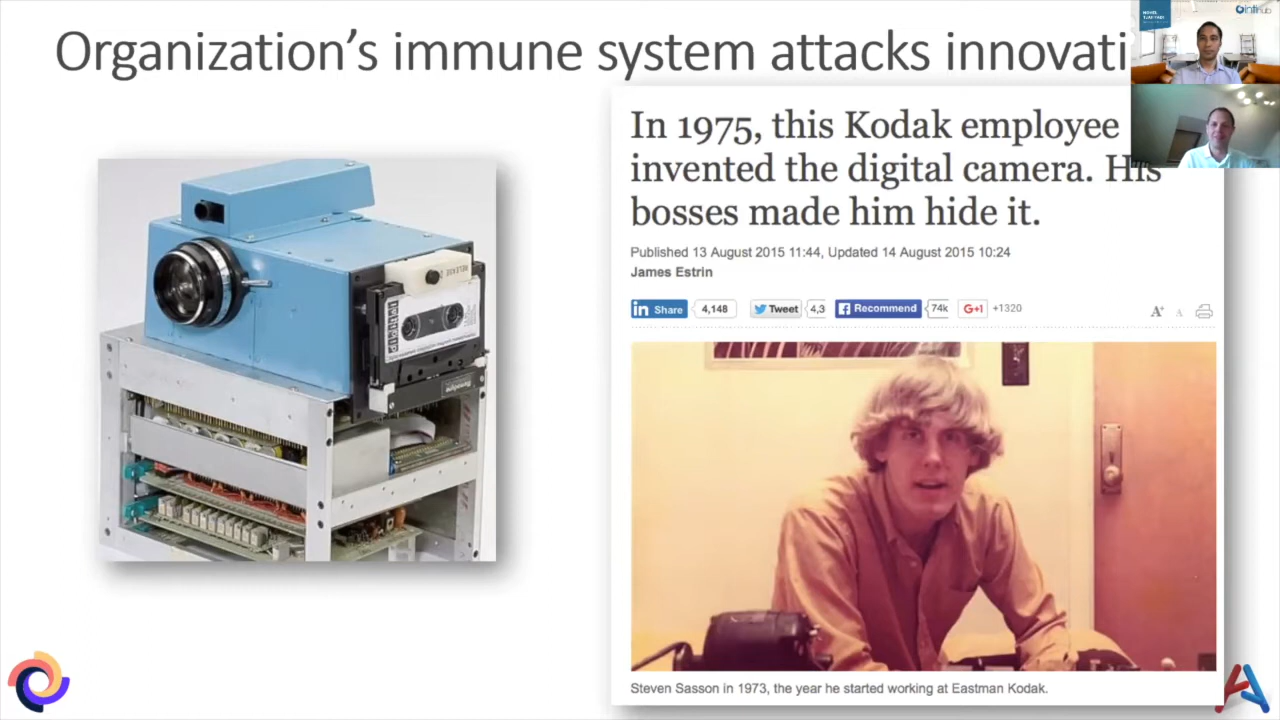 Organization's immune system attacks innovati
In 1975, this Kodak employee
invented the digital camera. His
bosses made him hide it.
Published 13 August 2015 11:44, Updated 14 August 2015 10:24
James Estrin
in Share 4,148 Tweet 4,3 Recommend 74k G+1 +1320
A+ A
RELEASE
Steven Sasson in 1973, the year he started working at Eastman Kodak.